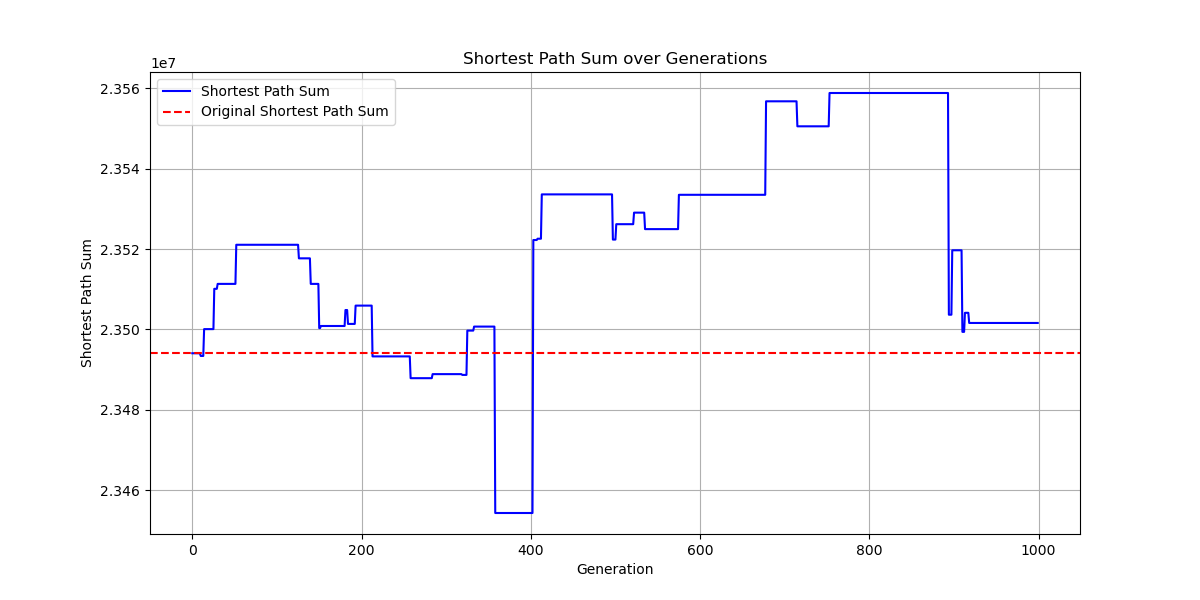 Shortest Path Sum over Generations
1e7
Shortest Path Sum
Original Shortest Path Sum
2.356
2.354
2.352
2.350
2.348
2.346
Shortest Path Sum
0 200 400 600 800 1000
Generation